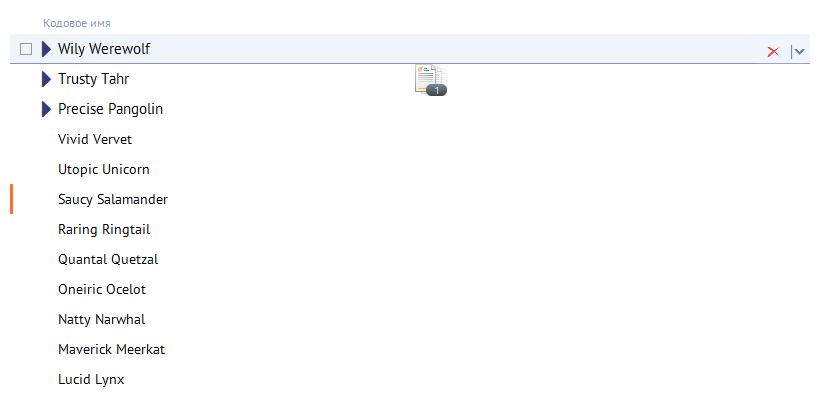 Кодовое имя
Wily Werewolf
Trusty Tahr
1
Precise Pangolin
Vivid Vervet
Utopic Unicorn
Saucy Salamander
Raring Ringtail
Quantal Quetzal
Oneiric Ocelot
Natty Narwhal
Maverick Meerkat
Lucid Lynx